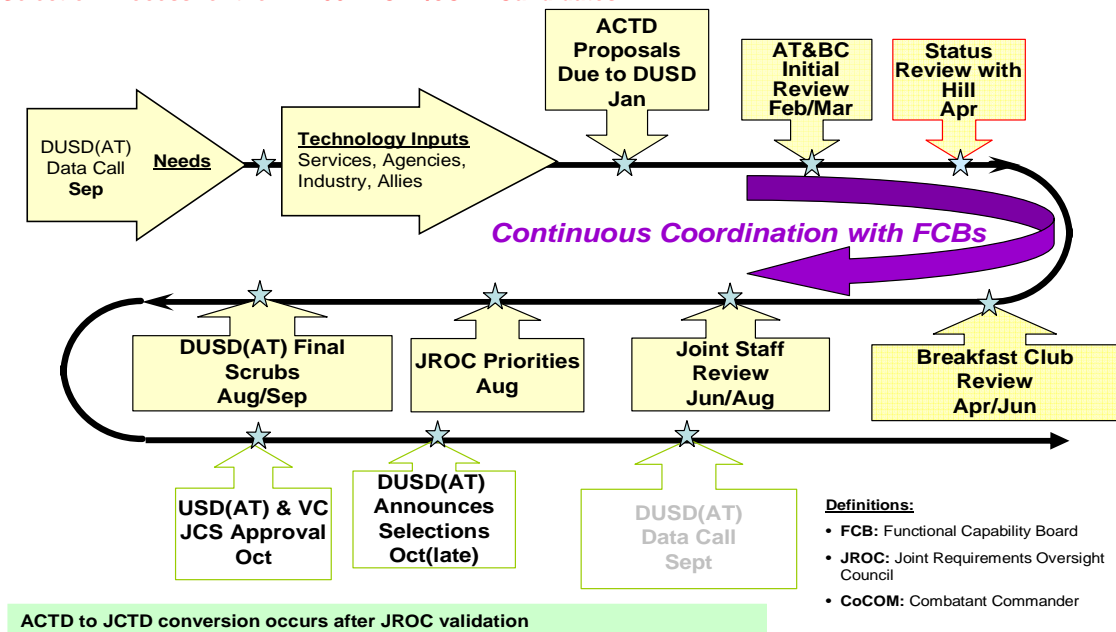 ACTD
Proposals
Due to DUSD
Jan
AT&BC
Initial
Review
Feb/Mar
Status
Review with
Hill
Apr
DUSD(AT)
Data Call
Sep
Needs
Technology Inputs
Services, Agencies,
Industry, Allies
Continuous Coordination with FCBs
DUSD(AT) Final
Scrubs
Aug/Sep
JROC Priorities
Aug
Joint Staff
Review
Jun/Aug
Breakfast Club
Review
Apr/Jun
USD(AT) & VC
JCS Approval
Oct
DUSD(AT)
Announces
Selections
Oct(late)
DUSD(AT)
Data Call
Sept
Definitions:
• FCB: Functional Capability Board
• JROC: Joint Requirements Oversight
Council
• CoCOM: Combatant Commander
ACTD to JCTD conversion occurs after JROC validation